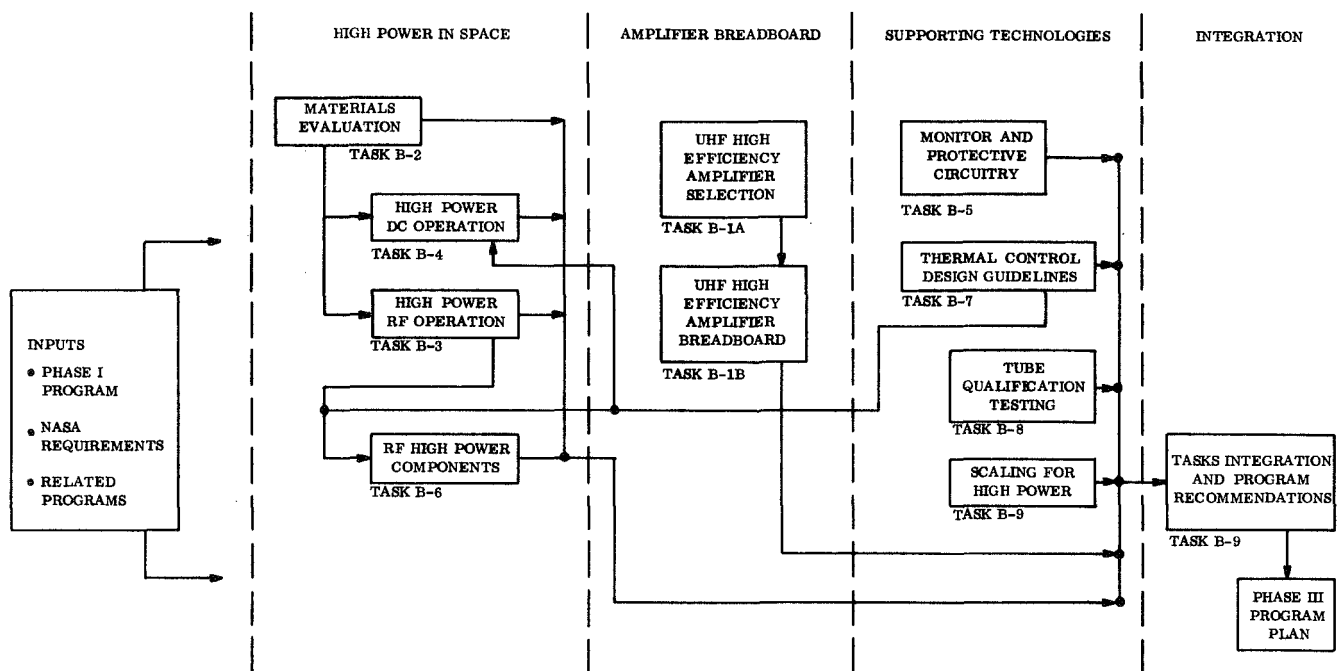 HIGH POWER IN SPACE
AMPLIFIER BREADBOARD
SUPPORTING TECHNOLOGIES
INTEGRATION
INPUTS
• PHASE I
PROGRAM
• NASA
REQUIREMENTS
• RELATED
PROGRAMS
MATERIALS
EVALUATION
TASK B-2
HIGH POWER
DC OPERATION
TASK B-4
HIGH POWER
RF OPERATION
TASK B-3
RF HIGH POWER
COMPONENTS
TASK B-6
UHF HIGH
EFFICIENCY
AMPLIFIER
SELECTION
TASK B-1A
UHF HIGH
EFFICIENCY
AMPLIFIER
BREADBOARD
TASK B-1B
MONITOR AND
PROTECTIVE
CIRCUITRY
TASK B-5
THERMAL CONTROL
DESIGN GUIDELINES
TASK B-7
TUBE
QUALIFICATION
TESTING
TASK B-8
SCALING FOR
HIGH POWER
TASK B-9
TASKS INTEGRATION
AND PROGRAM
RECOMMENDATIONS
TASK B-9
PHASE III
PROGRAM
PLAN